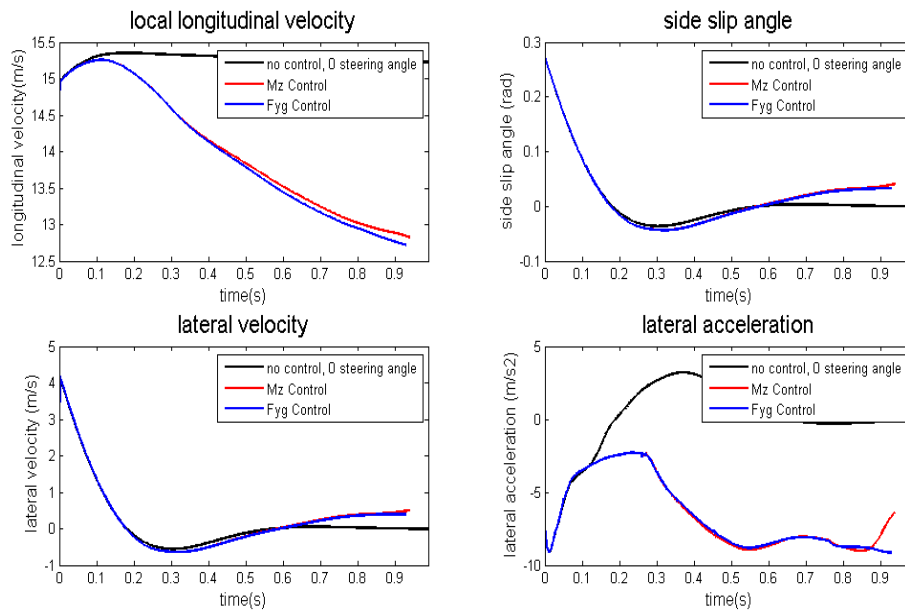 local longitudinal velocity
15.5
15
14.5
14
13.5
13
12.5
longitudinal velocity(m/s)
no control, 0 steering angle
Mz Control
Fyg Control
0 0.1 0.2 0.3 0.4 0.5 0.6 0.7 0.8 0.9
time(s)
side slip angle
0.3
0.2
0.1
0
-0.1
side slip angle (rad)
no control, 0 steering angle
Mz Control
Fyg Control
0 0.1 0.2 0.3 0.4 0.5 0.6 0.7 0.8 0.9
time(s)
lateral velocity
5
4
3
2
1
0
-1
lateral velocity (m/s)
no control, 0 steering angle
Mz Control
Fyg Control
0 0.1 0.2 0.3 0.4 0.5 0.6 0.7 0.8 0.9
time(s)
lateral acceleration
5
0
-5
-10
lateral acceleration (m/s2)
no control, 0 steering angle
Mz Control
Fyg Control
0 0.1 0.2 0.3 0.4 0.5 0.6 0.7 0.8 0.9
time(s)